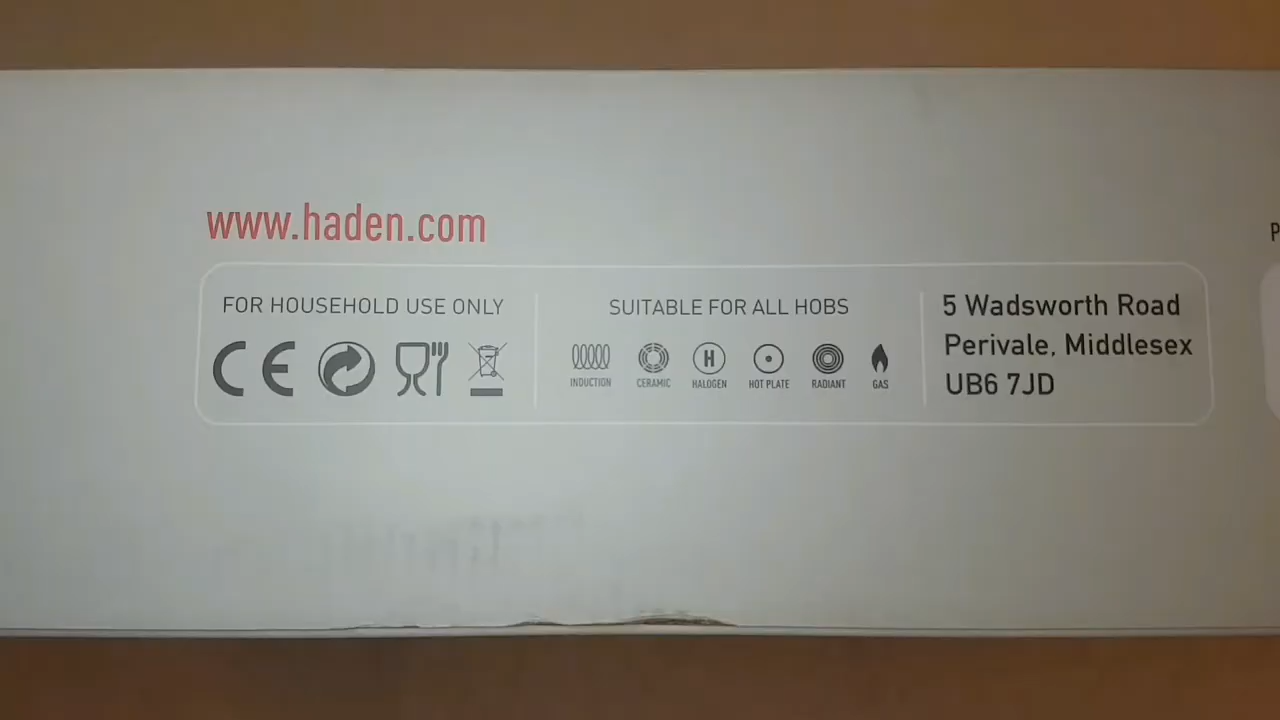 www.haden.com
FOR HOUSEHOLD USE ONLY
CE
SUITABLE FOR ALL HOBS
INDUCTION
CERAMIC
H
HALOGEN
HOT PLATE
RADIANT
GAS
5 Wadsworth Road
Perivale, Middlesex
UB6 7JD
P